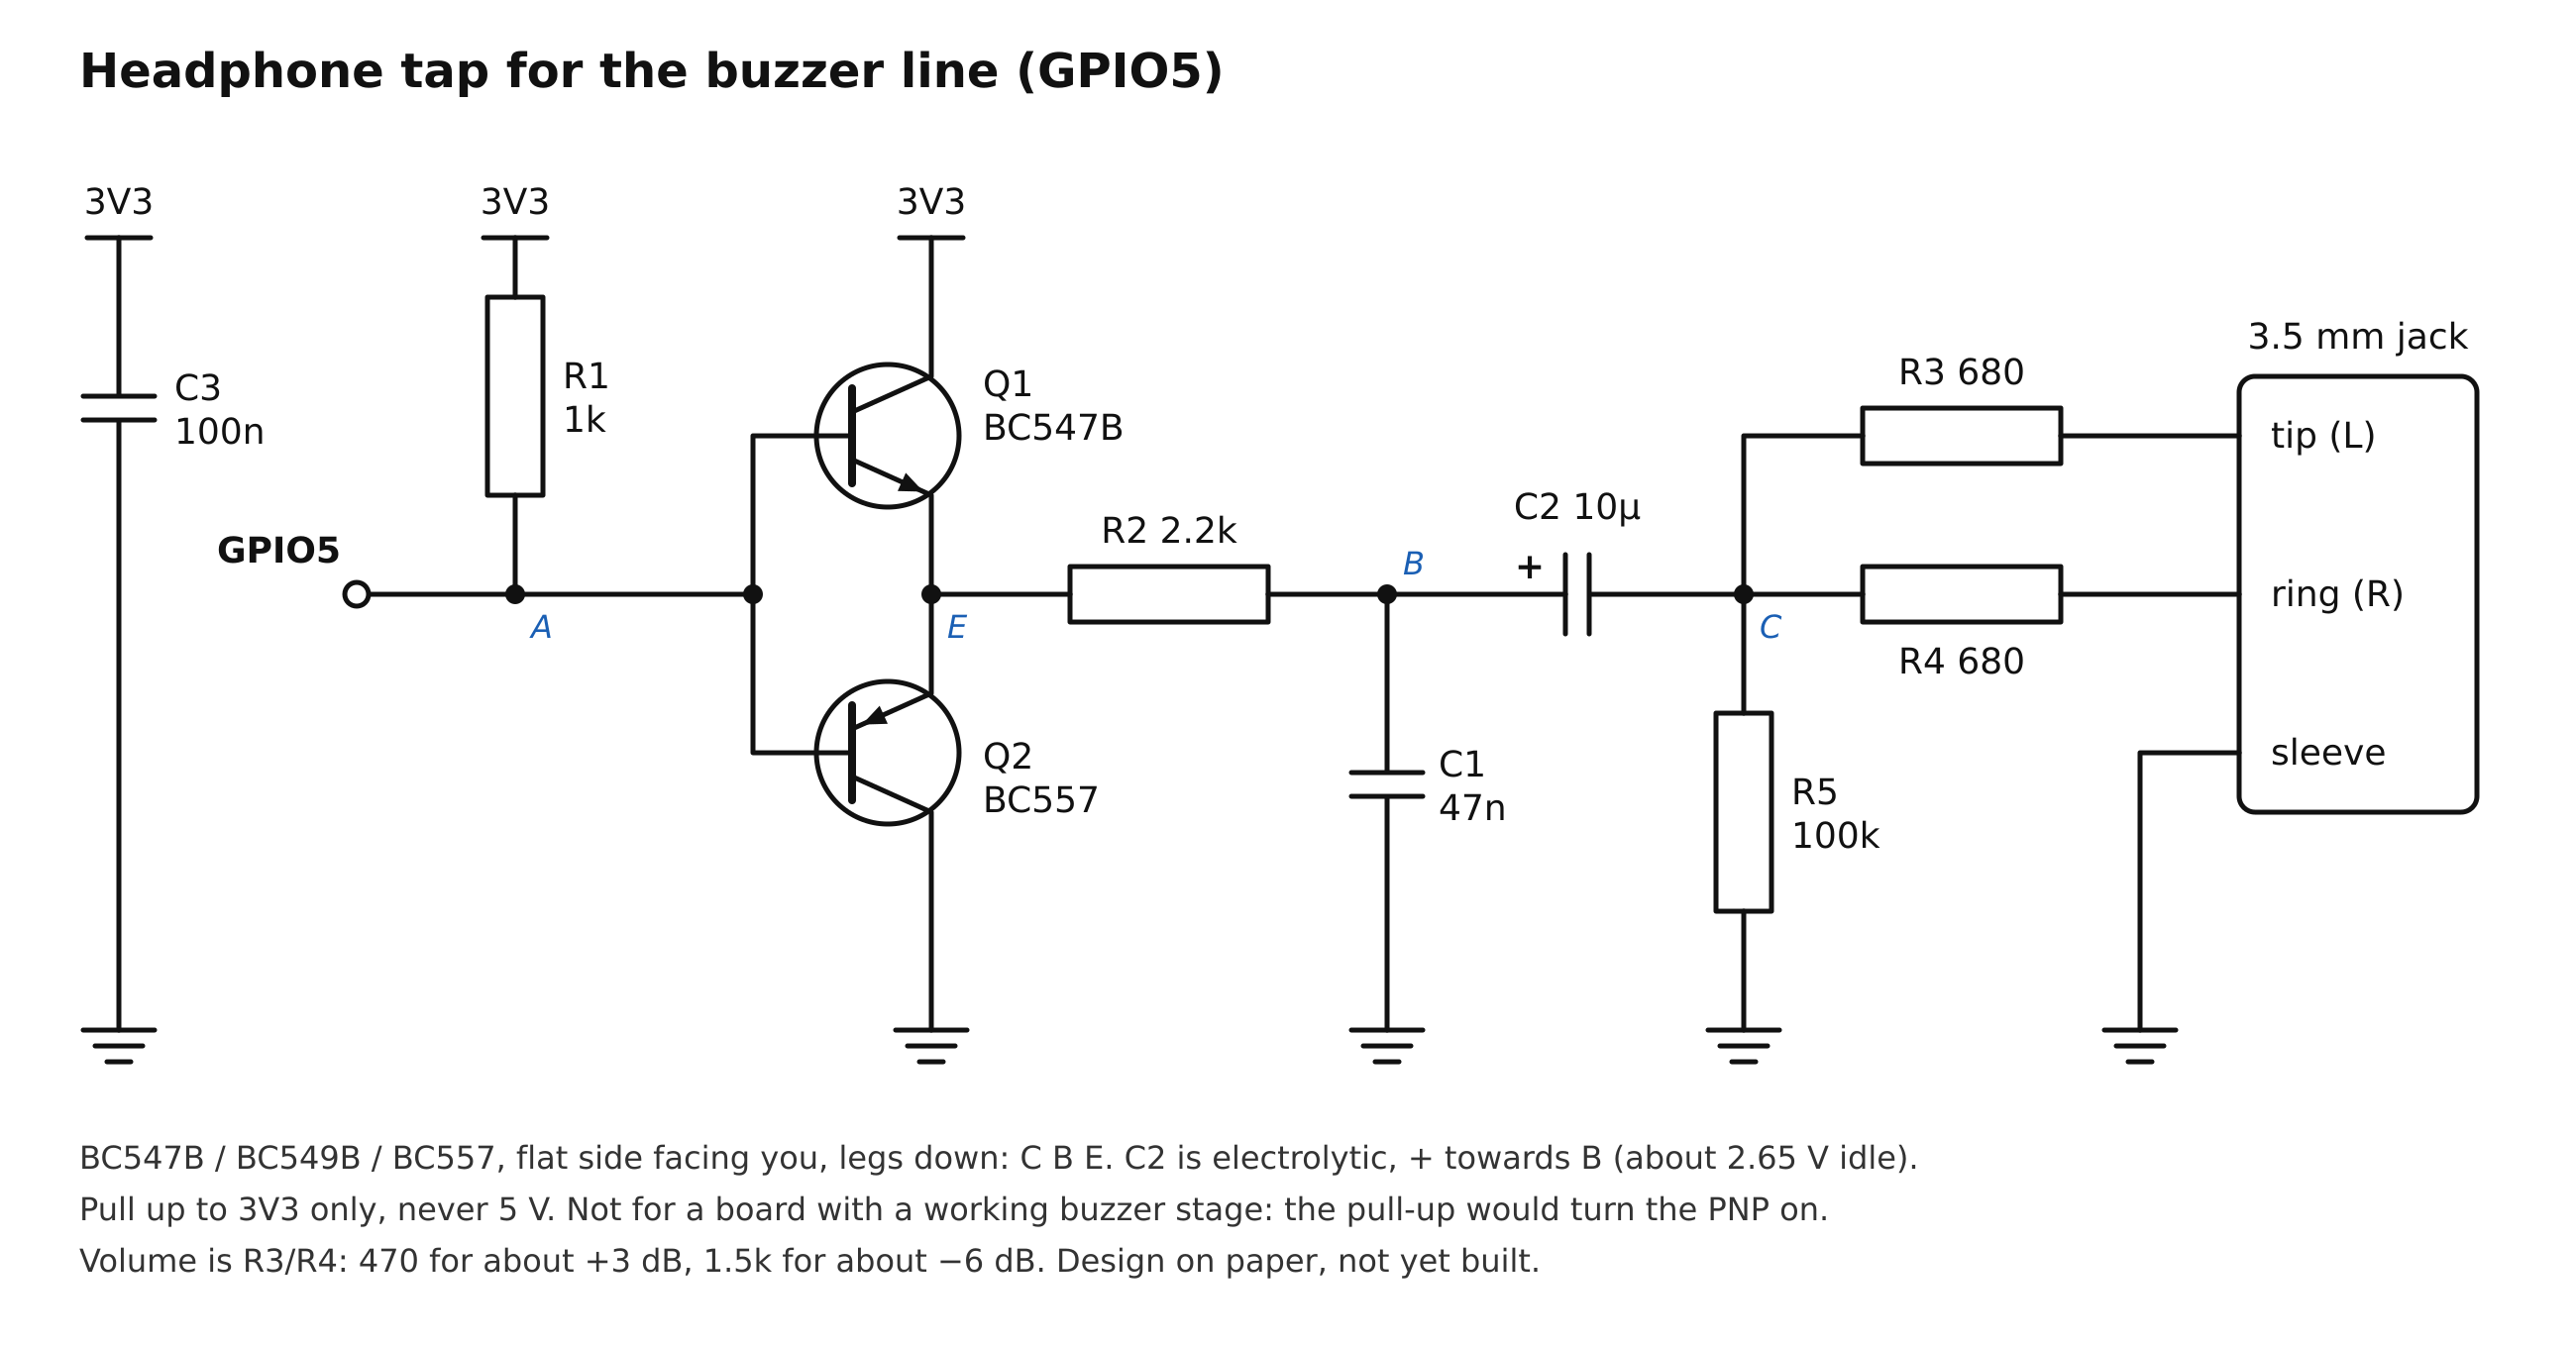 Headphone tap for the buzzer line (GPIO5)
3V3
3V3
3V3
C3
100n
R1
1k
GPIO5
A
Q1
BC547B
E
Q2
BC557
R2 2.2k
B
C1
47n
C2 10µ
+
C
R3 680
R4 680
R5
100k
3.5 mm jack
tip (L)
ring (R)
sleeve
BC547B / BC549B / BC557, flat side facing you, legs down: C B E. C2 is electrolytic, + towards B (about 2.65 V idle).
Pull up to 3V3 only, never 5 V. Not for a board with a working buzzer stage: the pull-up would turn the PNP on.
Volume is R3/R4: 470 for about +3 dB, 1.5k for about −6 dB. Design on paper, not yet built.